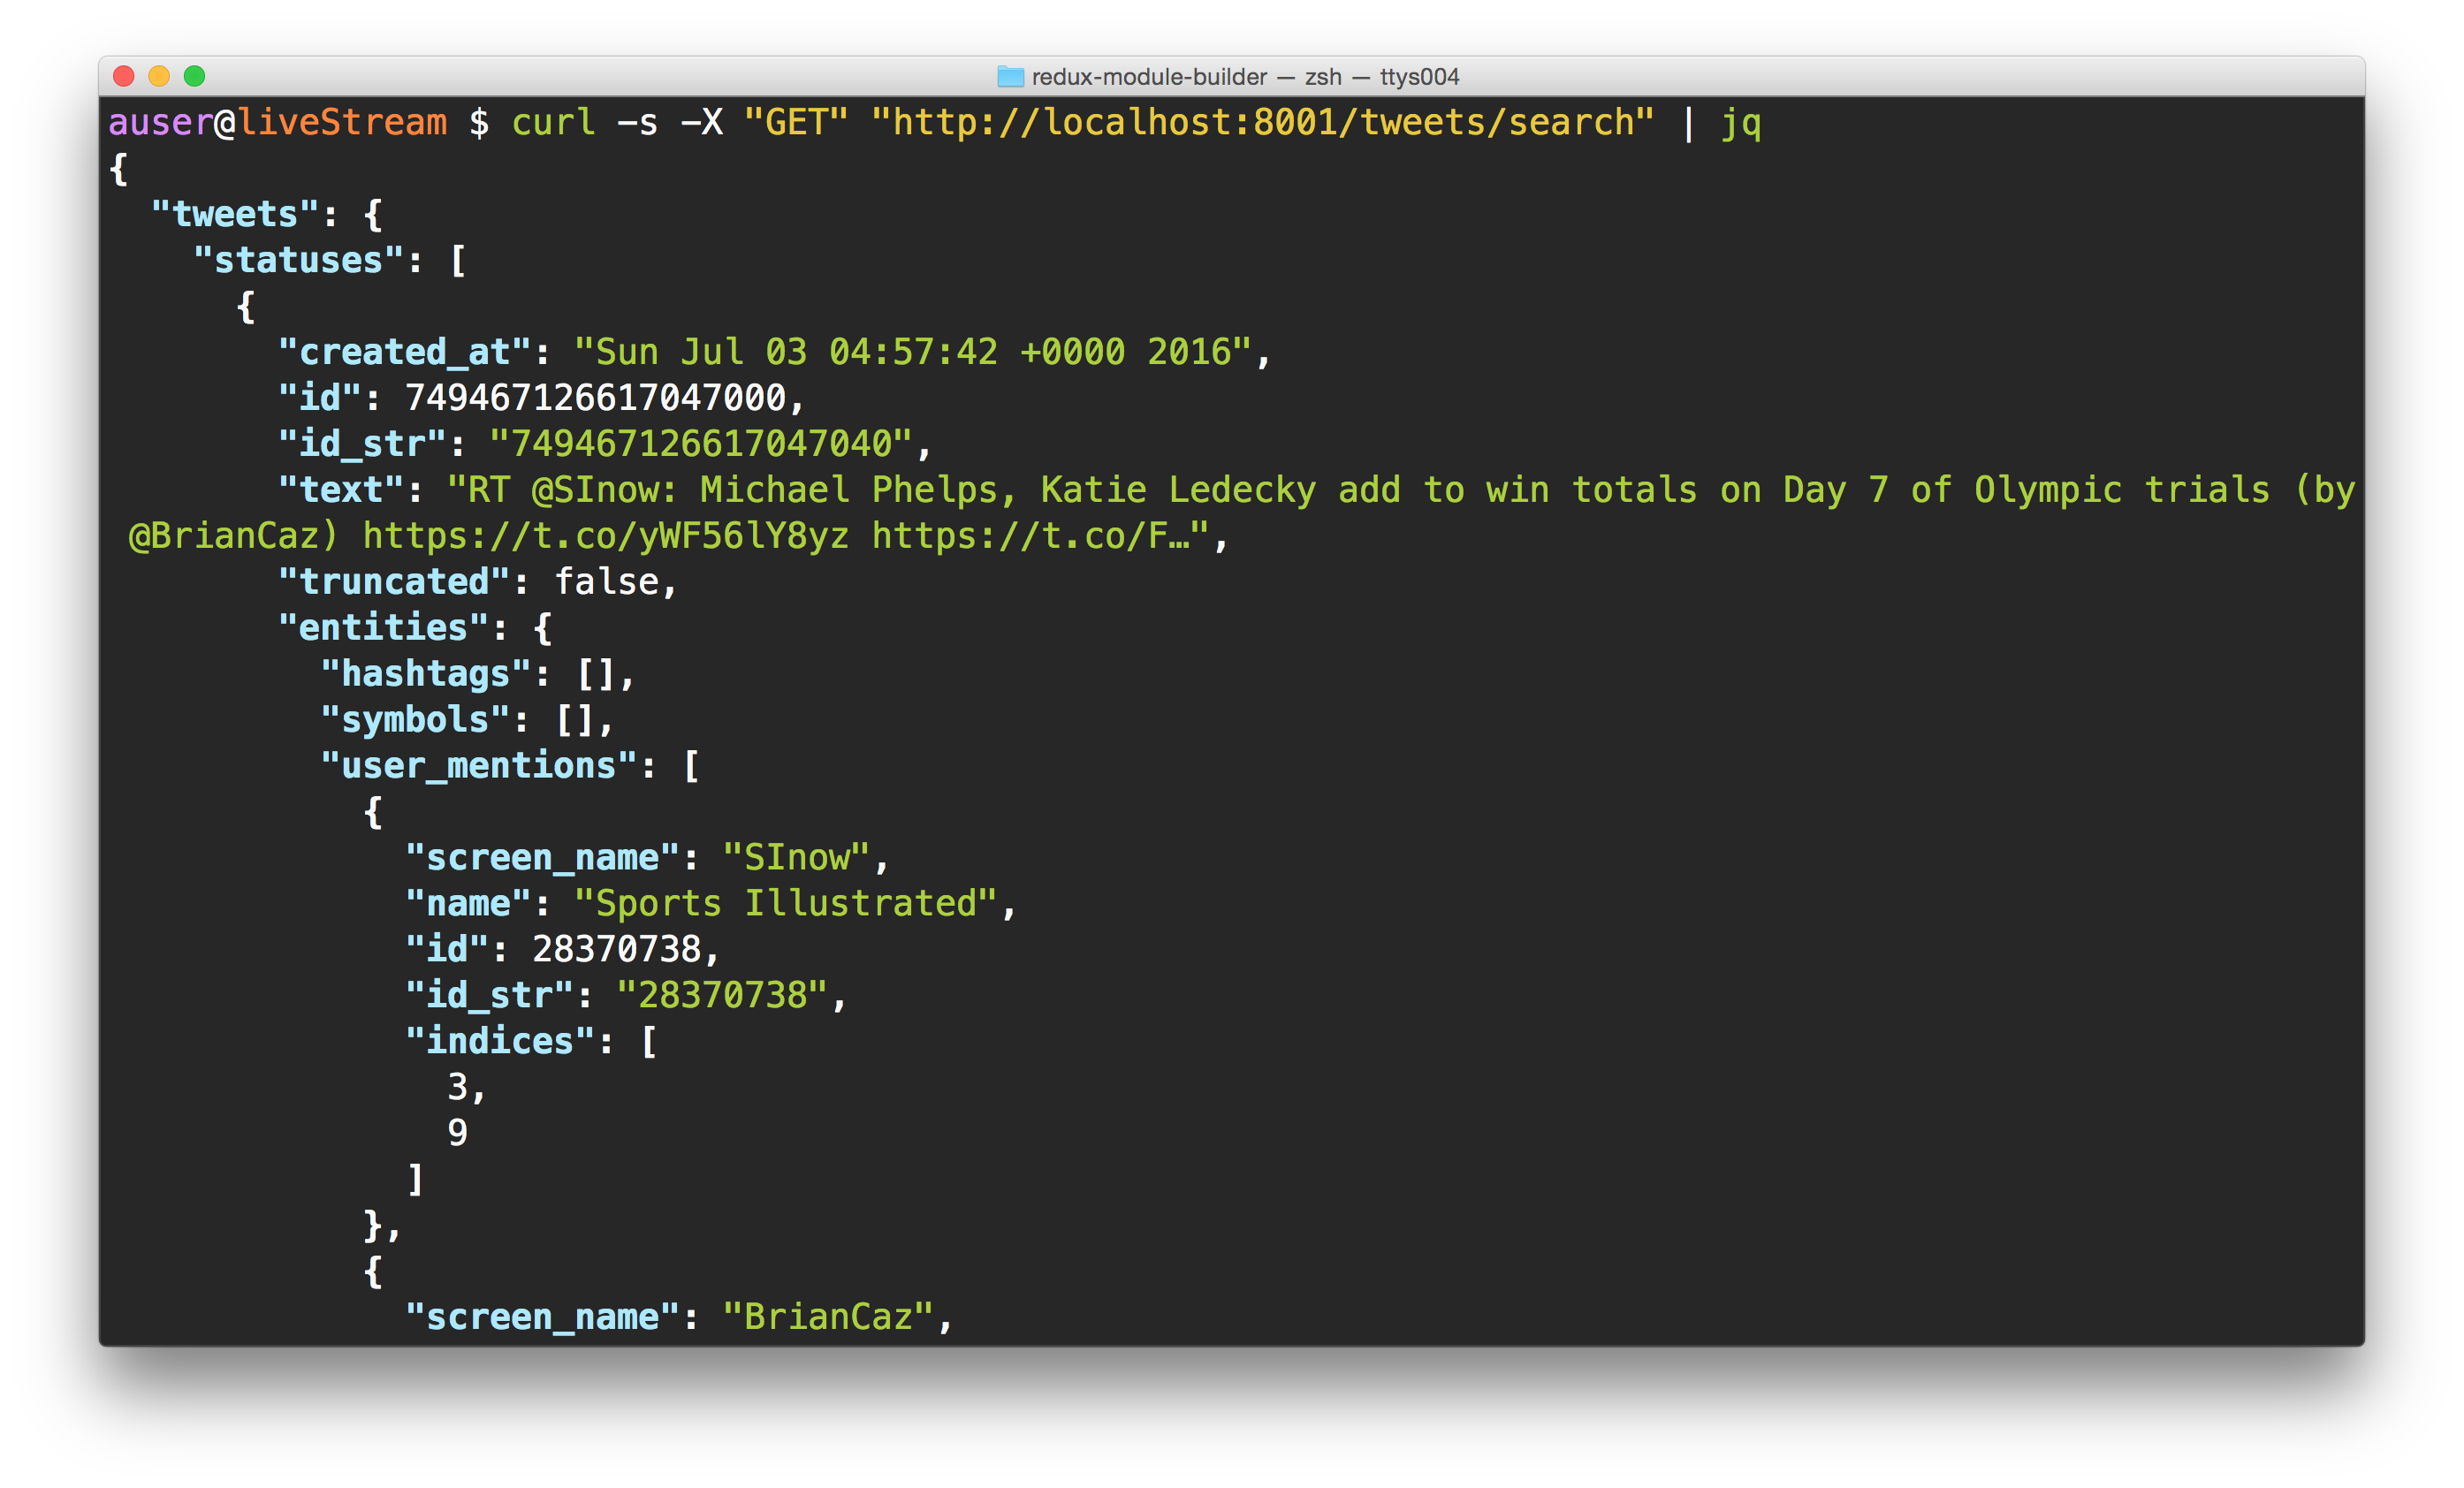 redux-module-builder — zsh — ttys004
auser@liveStream $ curl -s -X "GET" "http://localhost:8001/tweets/search" | jq
{
  "tweets": {
    "statuses": [
      {
        "created_at": "Sun Jul 03 04:57:42 +0000 2016",
        "id": 749467126617047000,
        "id_str": "749467126617047040",
        "text": "RT @SInow: Michael Phelps, Katie Ledecky add to win totals on Day 7 of Olympic trials (by
 @BrianCaz) https://t.co/yWF56lY8yz https://t.co/F…",
        "truncated": false,
        "entities": {
          "hashtags": [],
          "symbols": [],
          "user_mentions": [
            {
              "screen_name": "SInow",
              "name": "Sports Illustrated",
              "id": 28370738,
              "id_str": "28370738",
              "indices": [
                3,
                9
              ]
            },
            {
              "screen_name": "BrianCaz",